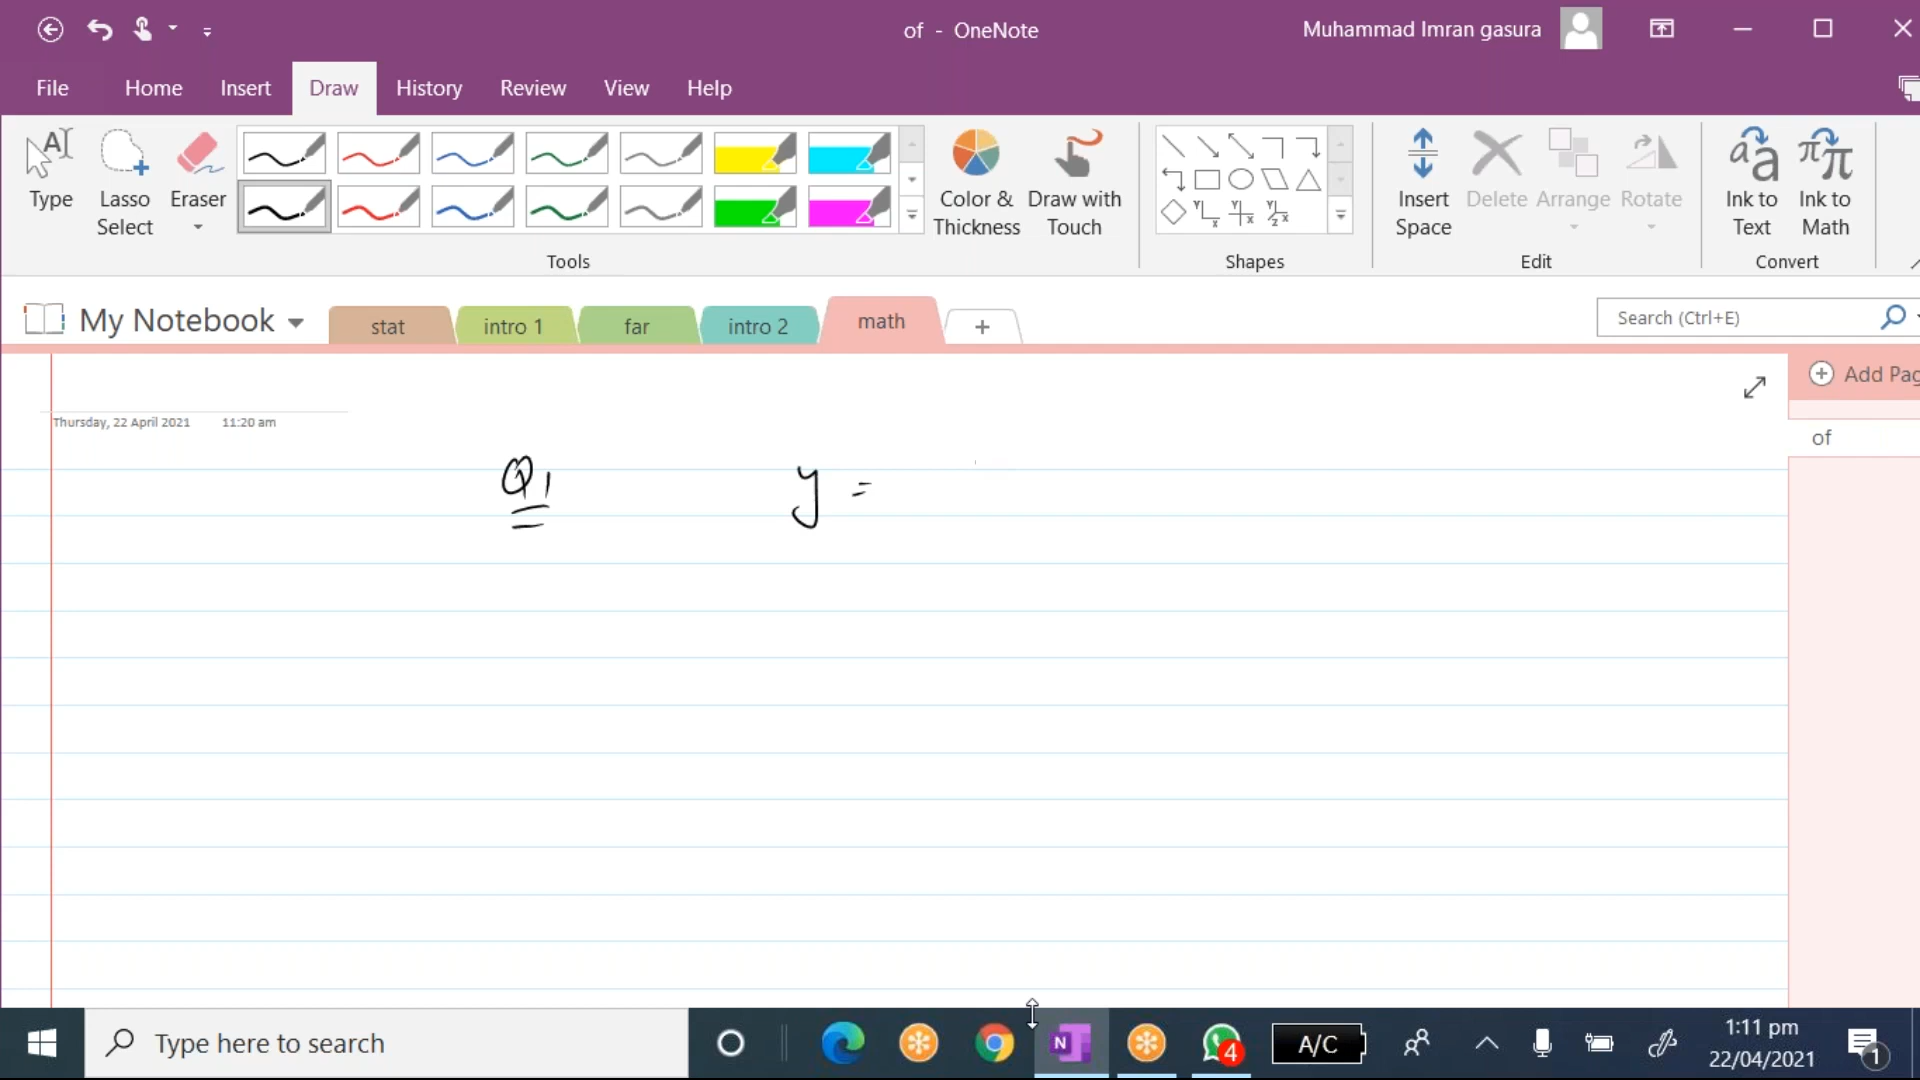 of - OneNote
Muhammad Imran gasura
File Home Insert Draw History Review View Help
Type
Lasso Select
Eraser
Color & Thickness
Draw with Touch
Insert Space
Delete
Arrange
Rotate
Ink to Text
Ink to Math
Tools
Shapes
Edit
Convert
My Notebook
stat
intro 1
far
intro 2
math
+
Search (Ctrl+E)
Add Pag
of
Thursday, 22 April 2021 11:20 am
Q1 y =
Type here to search
4
A/C
1:11 pm
22/04/2021
1